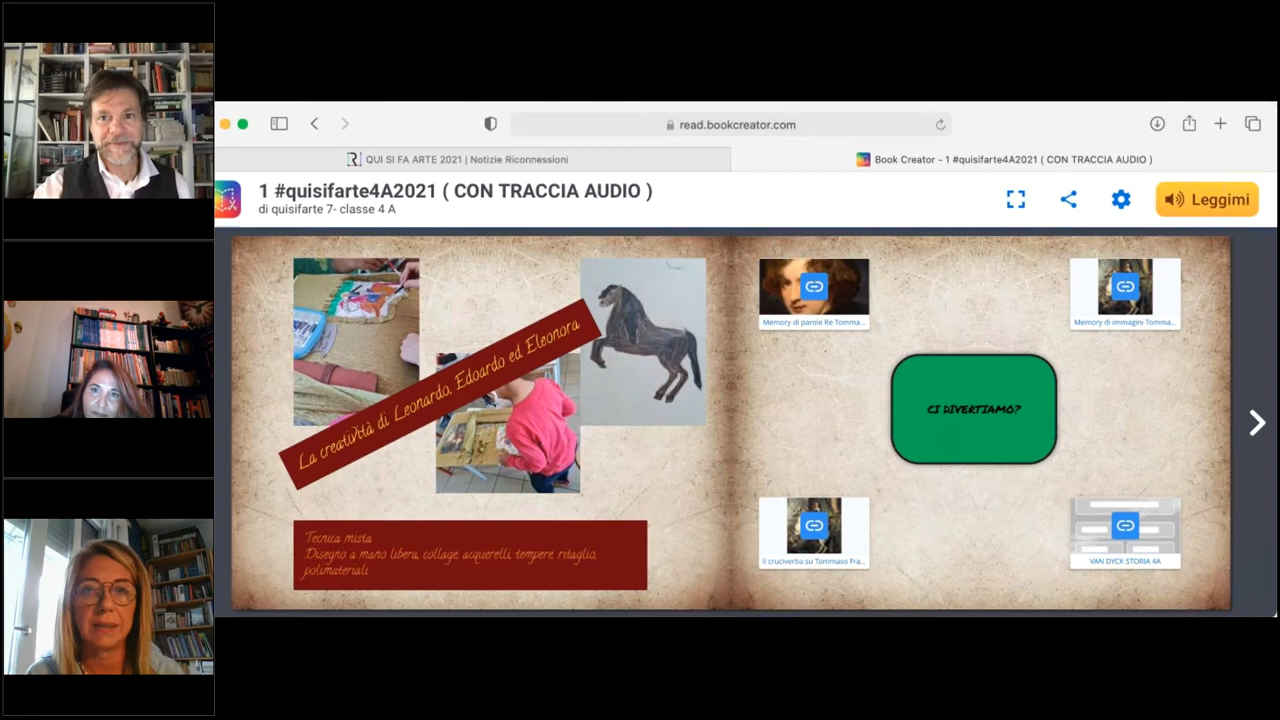 read.bookcreator.com
QUI SI FA ARTE 2021 | Notizie Riconnessioni
Book Creator - 1 #quisifarte4A2021 ( CON TRACCIA AUDIO )
1 #quisifarte4A2021 ( CON TRACCIA AUDIO )
di quisifarte 7- classe 4 A
Leggimi
La creatività di Leonardo, Edoardo ed Eleonora
Tecnica mista
Disegno a mano libera, collage, acquerelli, tempere, ritaglio,
polimateriali
Memory di parole Re Tomma...
Memory di immagini Tomma...
CI DIVERTIAMO?
Il cruciverba su Tommaso Fra...
VAN DYCK STORIA 4A